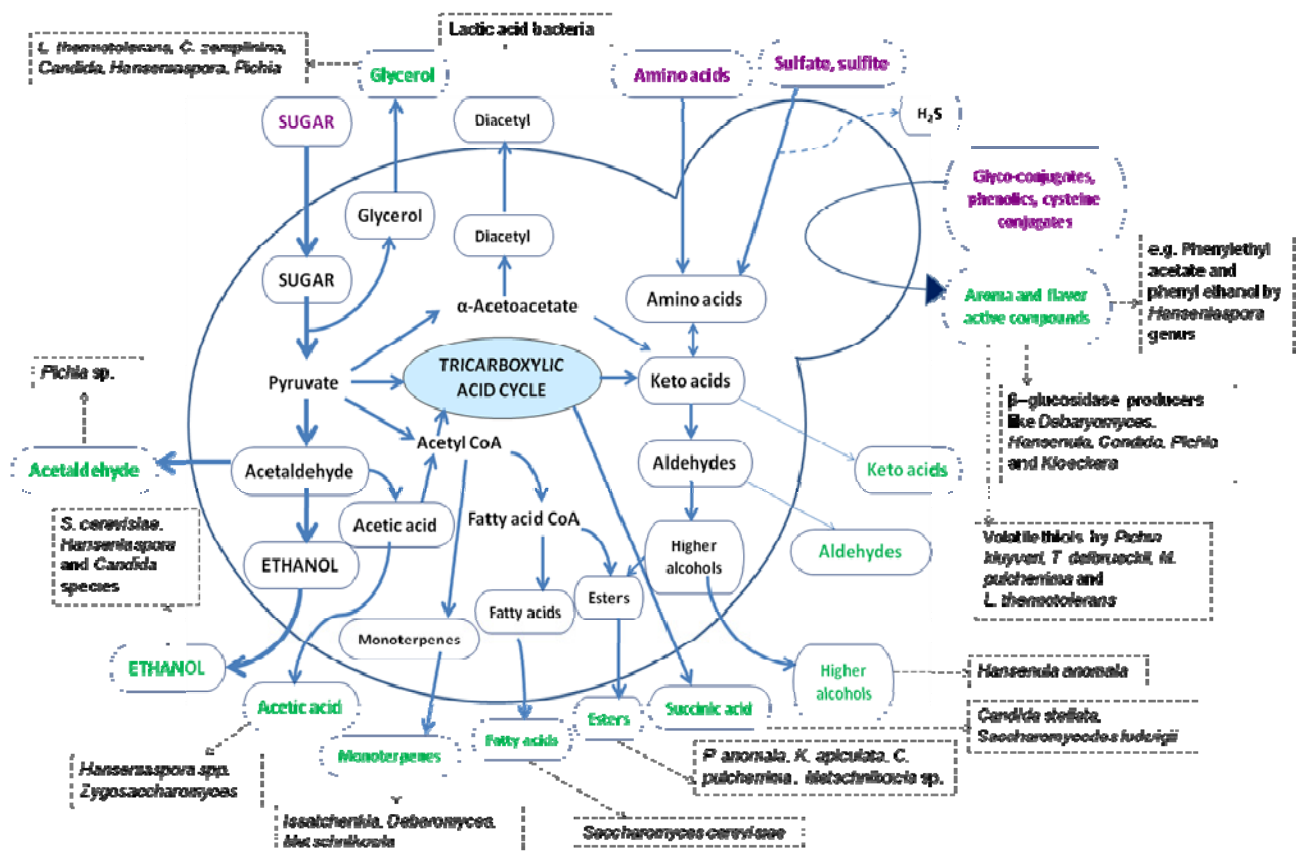 Lactic acid bacteria
L. thermotolerans, C. zemplinina,
Candida, Hanseniaspora, Pichia
Glycerol
Amino acids
Sulfate, sulfite
SUGAR
Diacetyl
H2S
Glyco-conjugates,
phenolics, cysteine
conjugates
Glycerol
Diacetyl
SUGAR
Amino acids
α-Acetoacetate
Aroma and flavor
active compounds
e.g. Phenylethyl
acetate and
phenyl ethanol by
Hanseniaspora
genus
Pichia sp.
Pyruvate
TRICARBOXYLIC
ACID CYCLE
Keto acids
β-glucosidase producers
like Debaryomyces,
Hansenula, Candida, Pichia
and Kloeckera
Acetyl CoA
Acetaldehyde
Acetaldehyde
Aldehydes
Keto acids
Acetic acid
Fatty acid CoA
S. cerevisiae,
Hanseniaspora
and Candida
species
ETHANOL
Higher
alcohols
Aldehydes
Volatile thiols by Pichia
kluyveri, T. delbrueckii, M.
pulcherrima and
L. thermotolerans
Fatty acids
Esters
Monoterpenes
ETHANOL
Higher
alcohols
Hansenula anomala
Acetic acid
Monoterpenes
Fatty acids
Esters
Succinic acid
Candida stellata,
Saccharomycodes ludwigii
Hanseniaspora spp.
Zygosaccharomyces
P. anomala, K. apiculata, C.
pulcherrima, Metschnikowia sp.
Issatchenkia, Debaromyces,
Metschnikowia
Saccharomyces cerevisiae